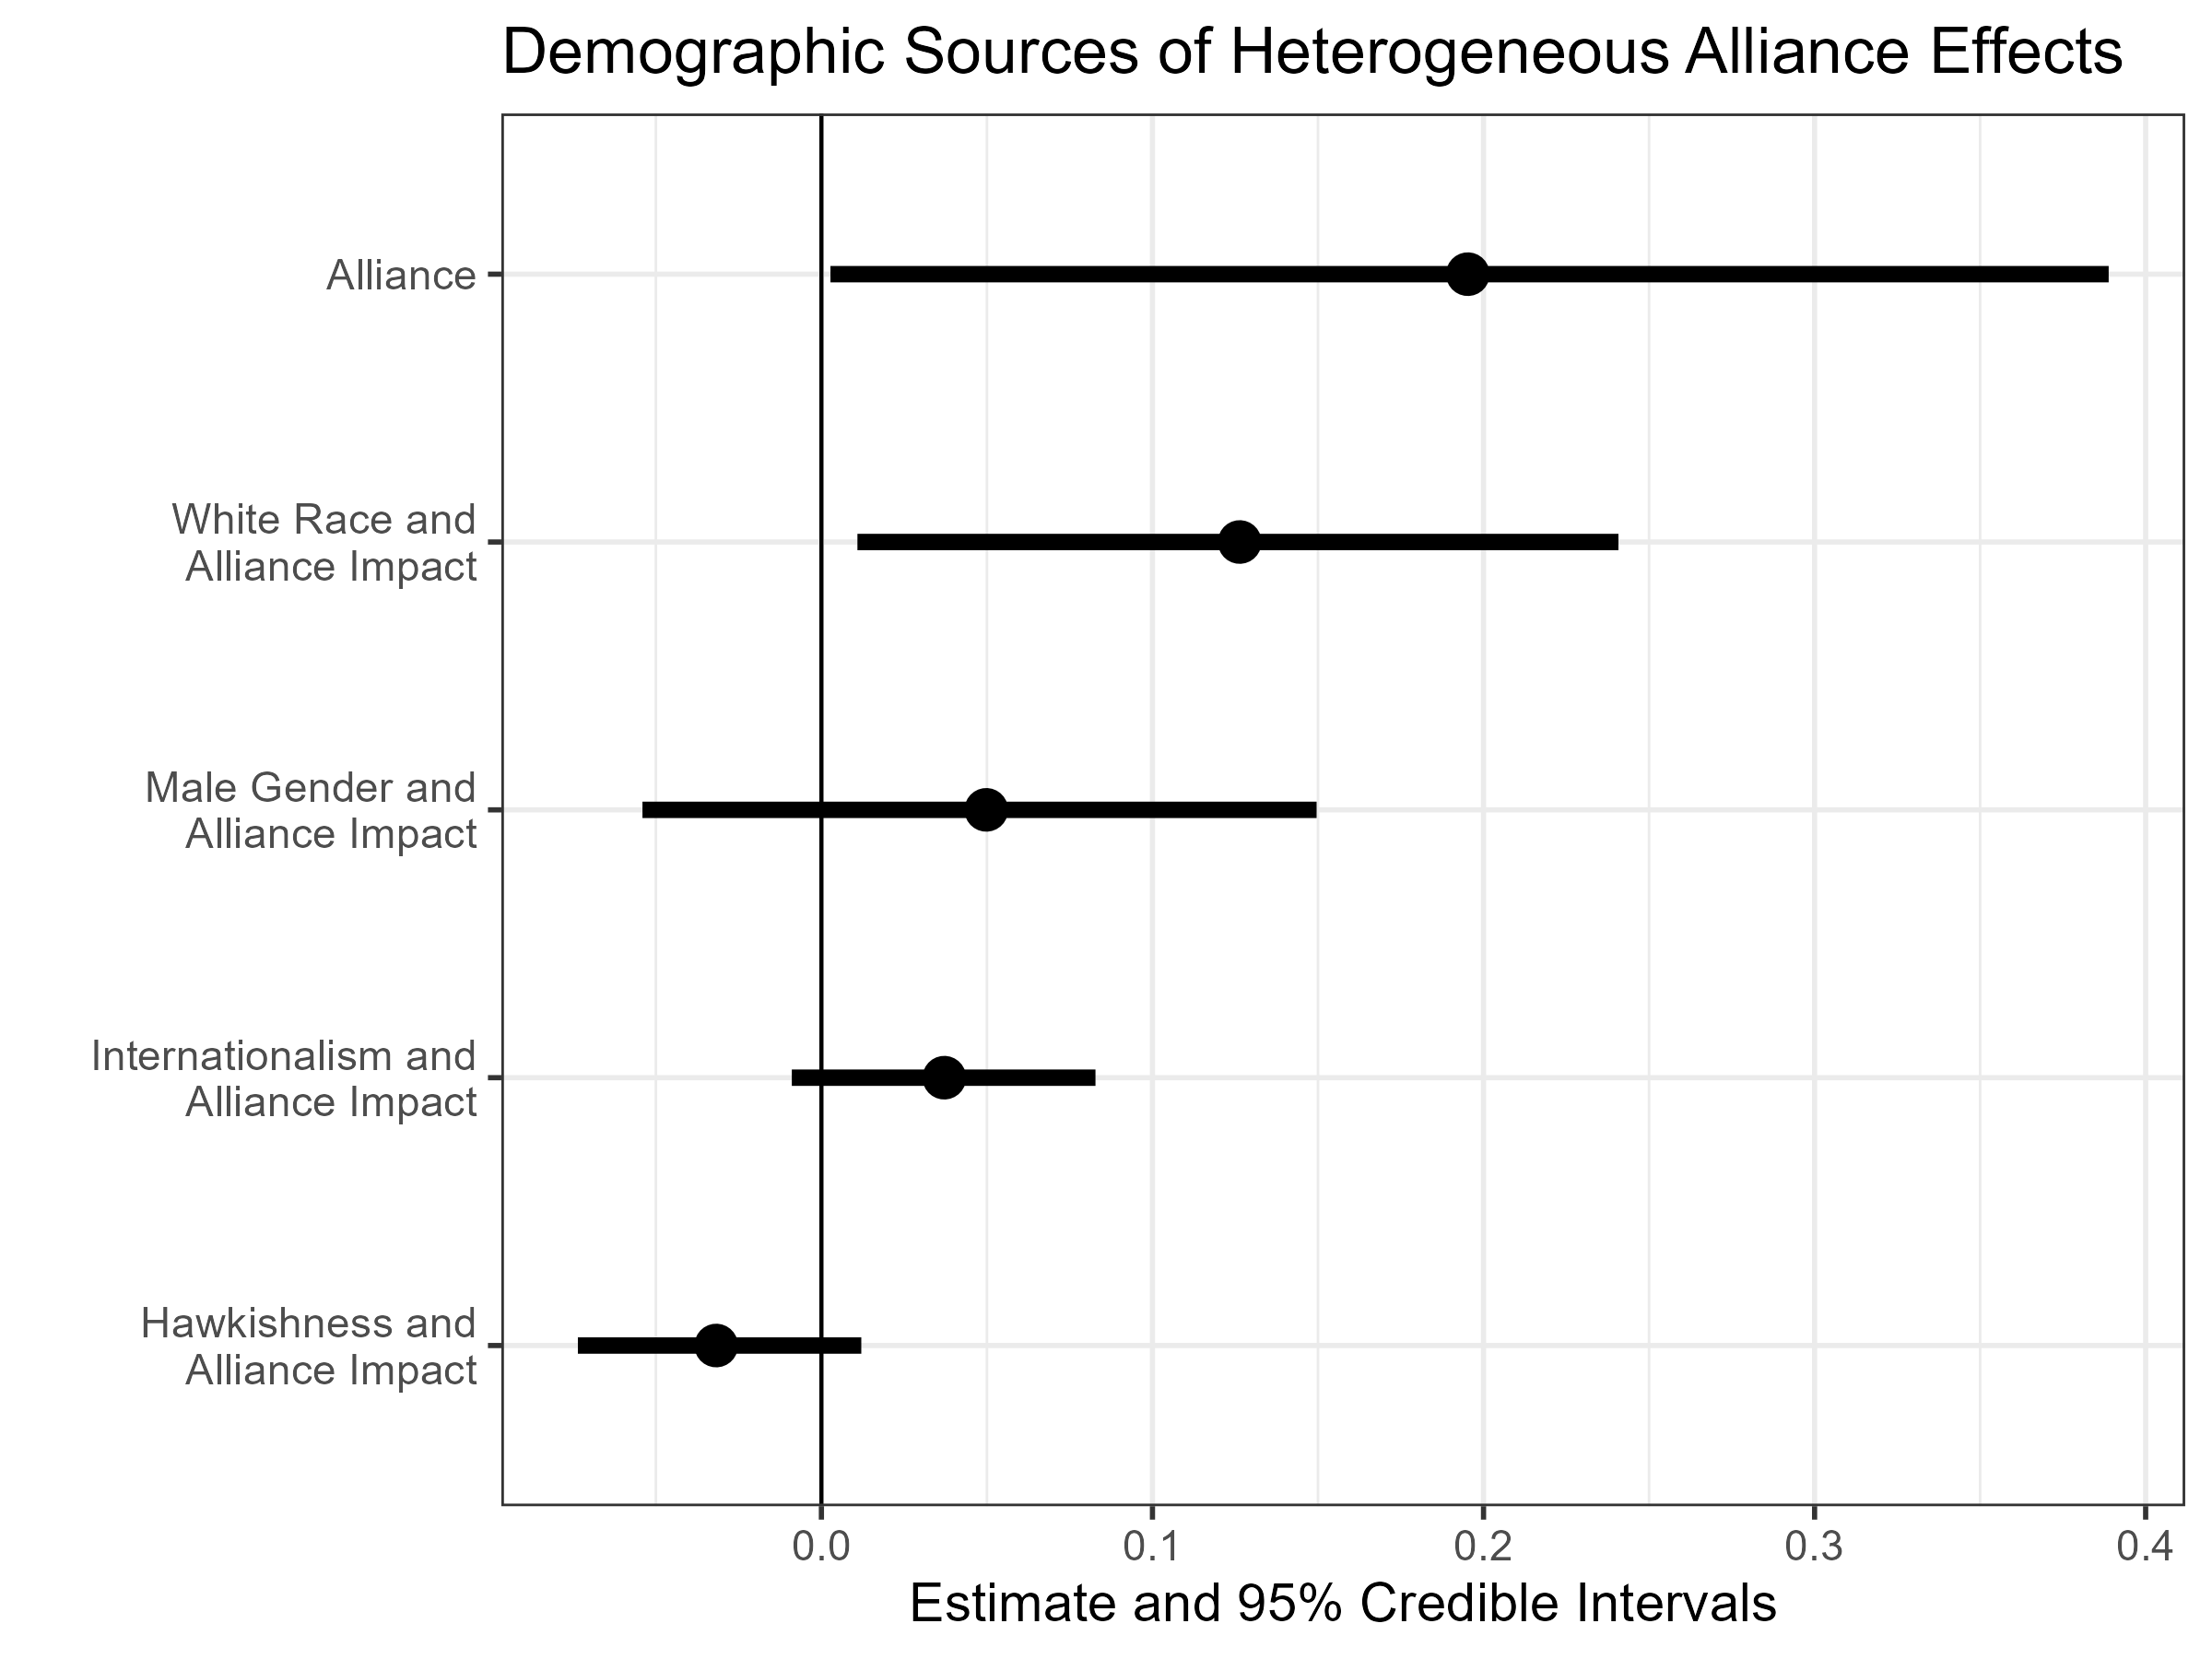 Demographic Sources of Heterogeneous Alliance Effects
Alliance
White Race and
Alliance Impact
Male Gender and
Alliance Impact
Internationalism and
Alliance Impact
Hawkishness and
Alliance Impact
0.0 0.1 0.2 0.3 0.4
Estimate and 95% Credible Intervals